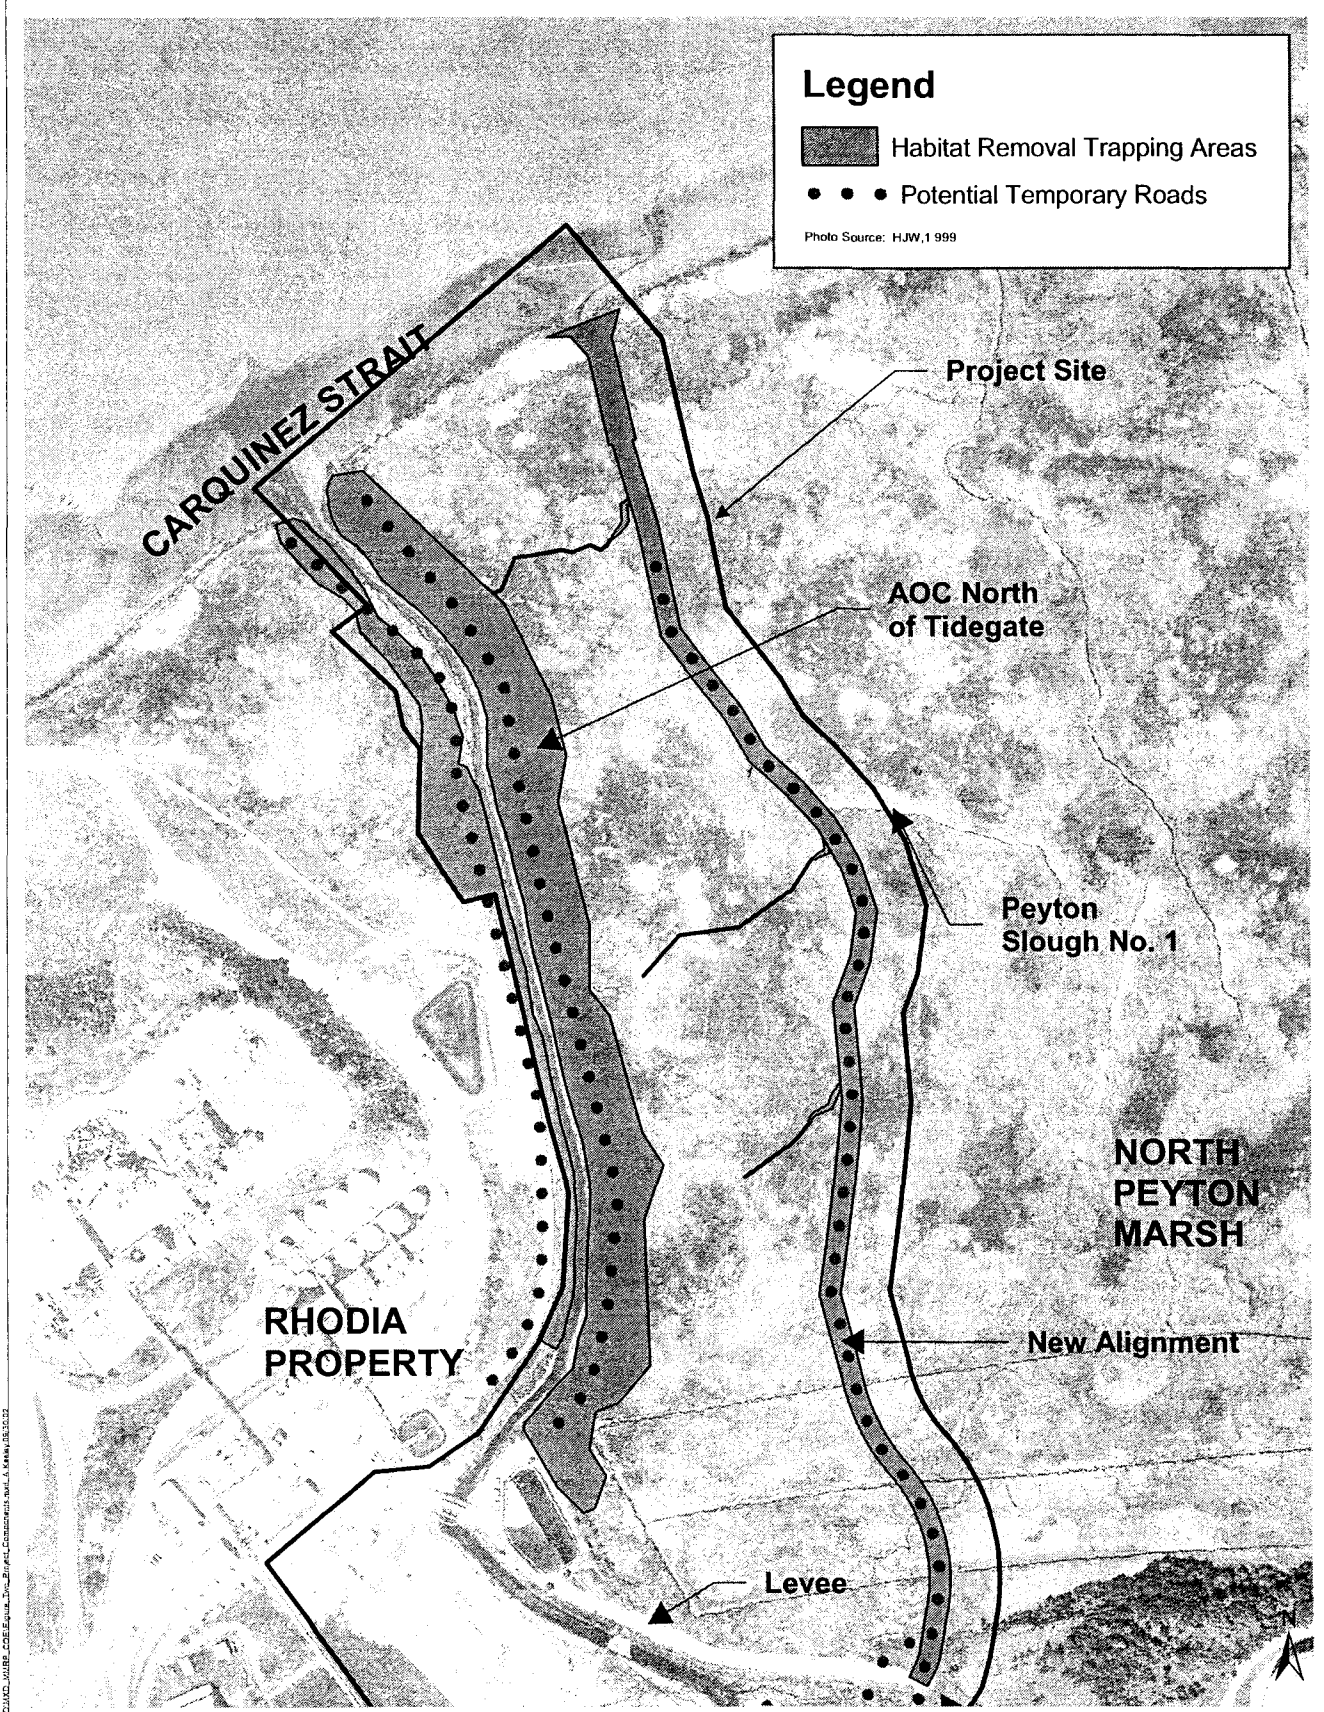 Legend
Habitat Removal Trapping Areas
Potential Temporary Roads
Photo Source: HJW,1 999
CARQUINEZ STRAIT
Project Site
AOC North
of Tidegate
Peyton
Slough No. 1
NORTH
PEYTON
MARSH
New Alignment
RHODIA
PROPERTY
Levee
N